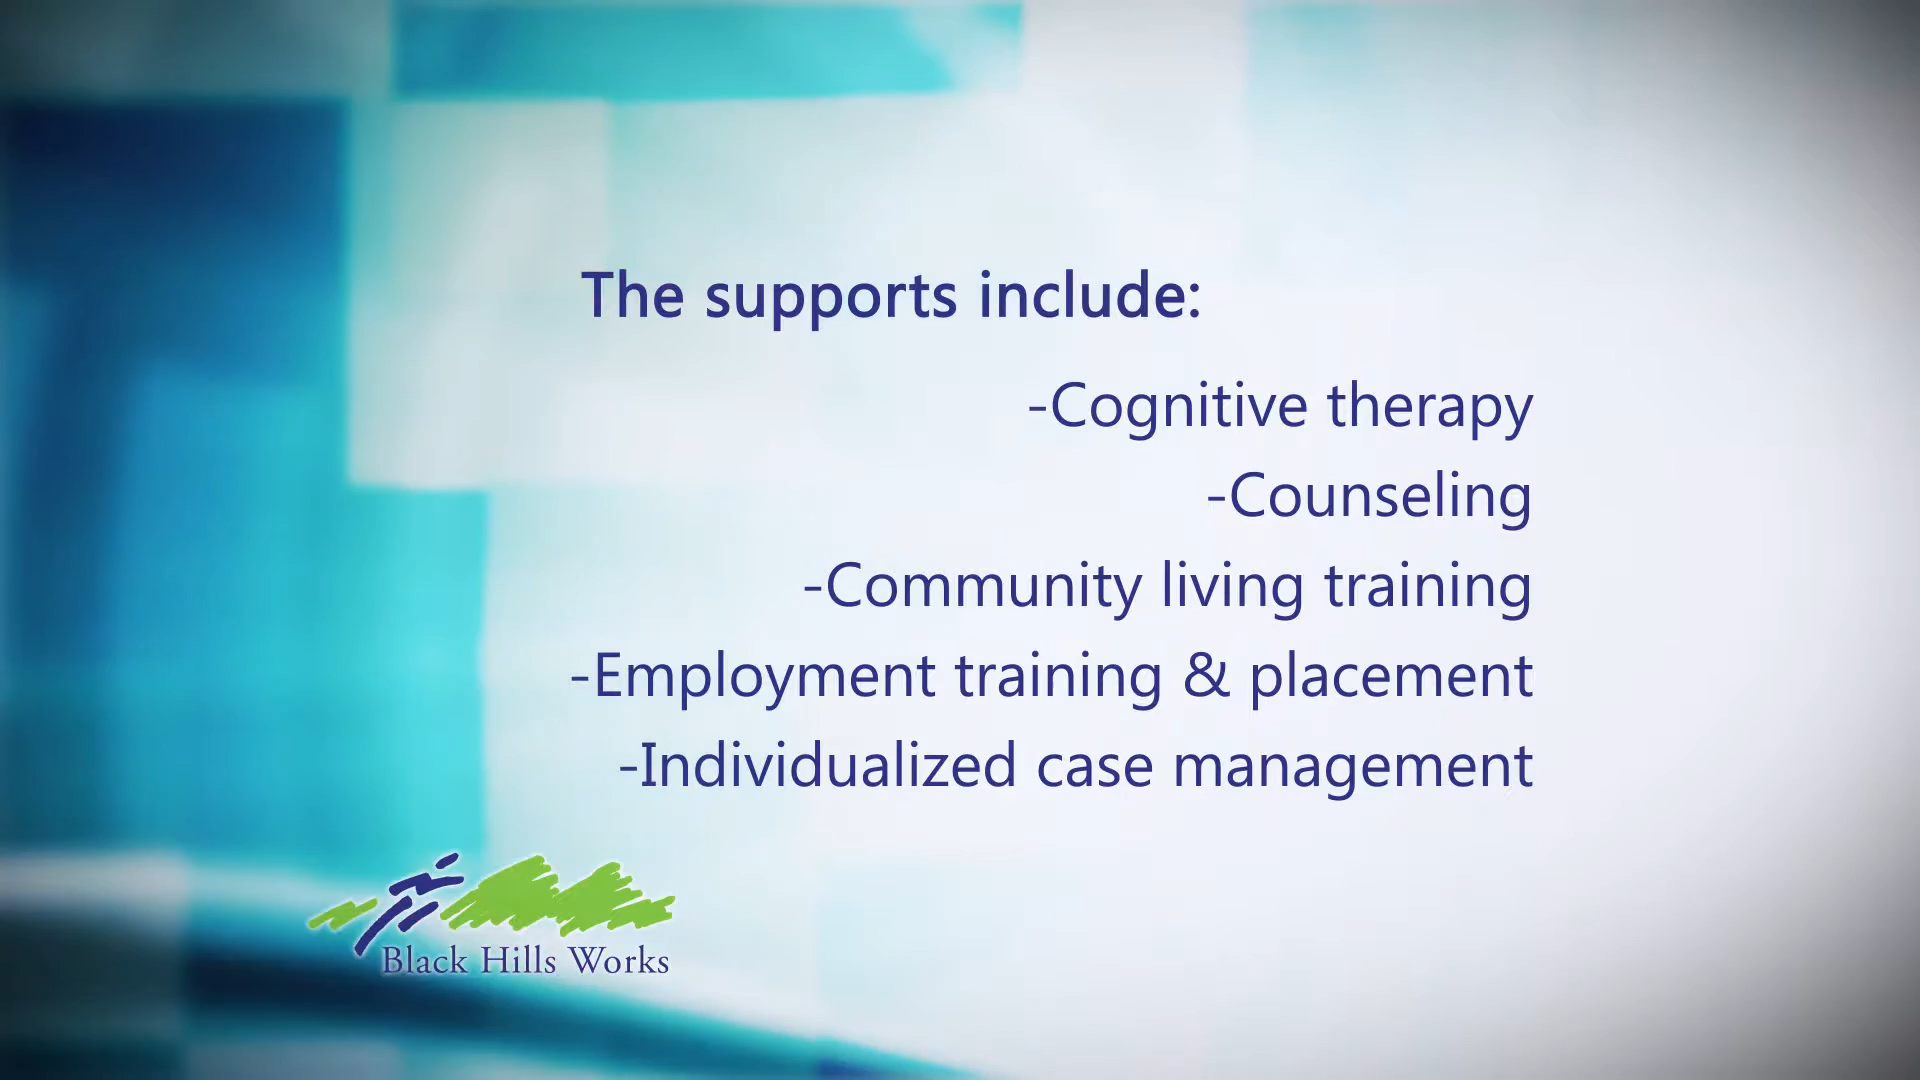 The supports include:
-Cognitive therapy
-Counseling
-Community living training
-Employment training & placement
-Individualized case management
Black Hills Works